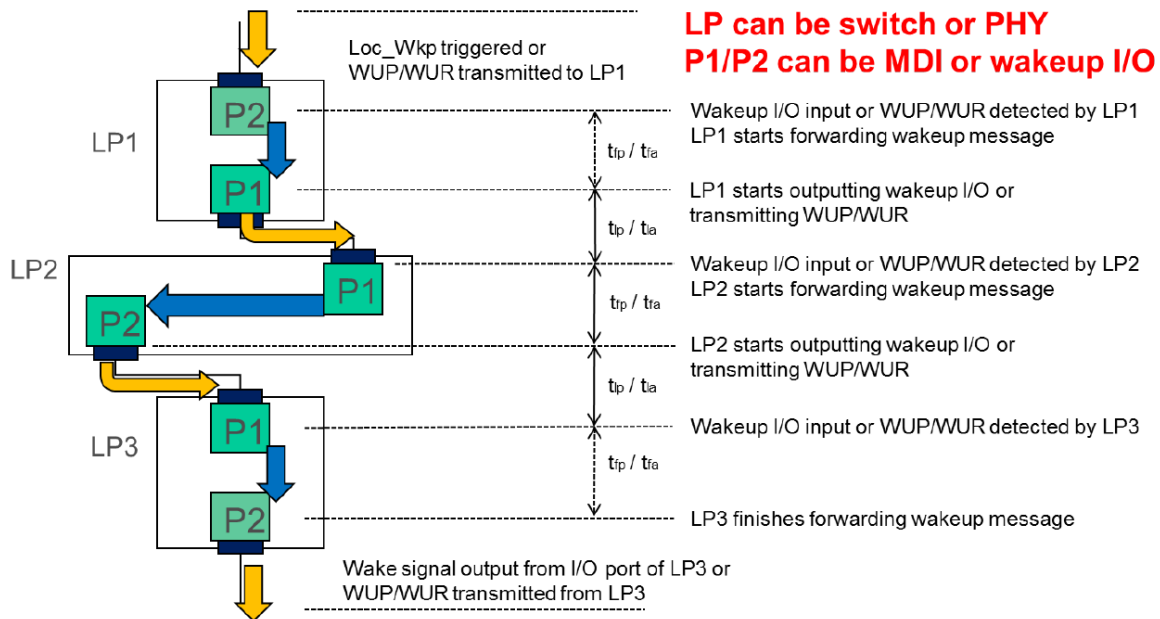 LP can be switch or PHY
P1/P2 can be MDI or wakeup I/O
Loc_Wkp triggered or
WUP/WUR transmitted to LP1
LP1
P2
P1
Wakeup I/O input or WUP/WUR detected by LP1
LP1 starts forwarding wakeup message
tfp / tfa
LP1 starts outputting wakeup I/O or
transmitting WUP/WUR
tlp / tla
LP2
P1
P2
Wakeup I/O input or WUP/WUR detected by LP2
LP2 starts forwarding wakeup message
tfp / tfa
LP2 starts outputting wakeup I/O or
transmitting WUP/WUR
tlp / tla
LP3
P1
P2
Wakeup I/O input or WUP/WUR detected by LP3
tfp / tfa
LP3 finishes forwarding wakeup message
Wake signal output from I/O port of LP3 or
WUP/WUR transmitted from LP3